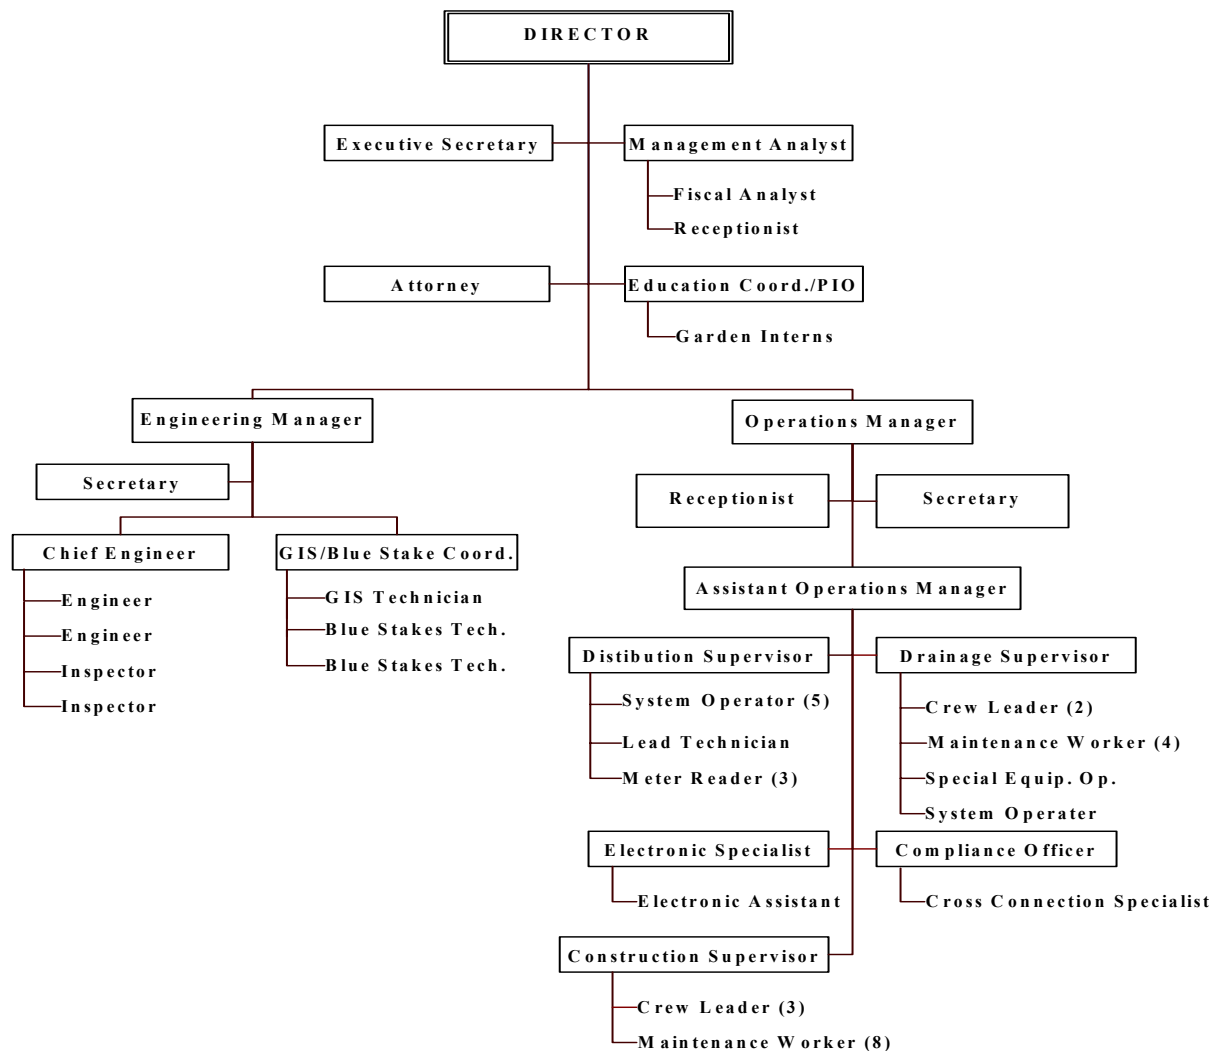 DIRECTOR
Executive Secretary
Management Analyst
Fiscal Analyst
Receptionist
Attorney
Education Coord./PIO
Garden Interns
Engineering Manager
Operations Manager
Secretary
Receptionist
Secretary
Chief Engineer
GIS/Blue Stake Coord.
Engineer
Engineer
Inspector
Inspector
GIS Technician
Blue Stakes Tech.
Blue Stakes Tech.
Assistant Operations Manager
Distibution Supervisor
Drainage Supervisor
System Operator (5)
Lead Technician
Meter Reader (3)
Crew Leader (2)
Maintenance Worker (4)
Special Equip. Op.
System Operater
Electronic Specialist
Compliance Officer
Electronic Assistant
Cross Connection Specialist
Construction Supervisor
Crew Leader (3)
Maintenance Worker (8)